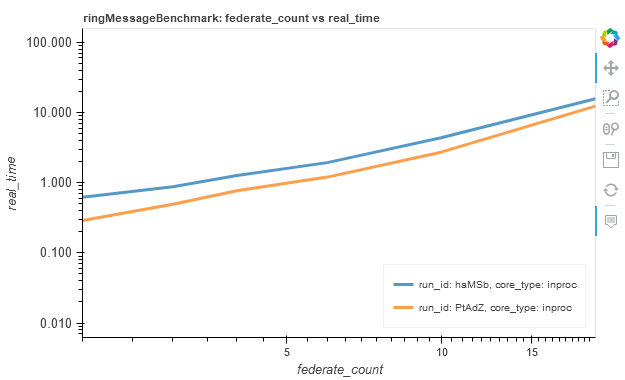 ringMessageBenchmark: federate_count vs real_time
100.000
10.000
1.000
0.100
0.010
real_time
run_id: haMSb, core_type: inproc
run_id: PtAdZ, core_type: inproc
5
10
15
federate_count